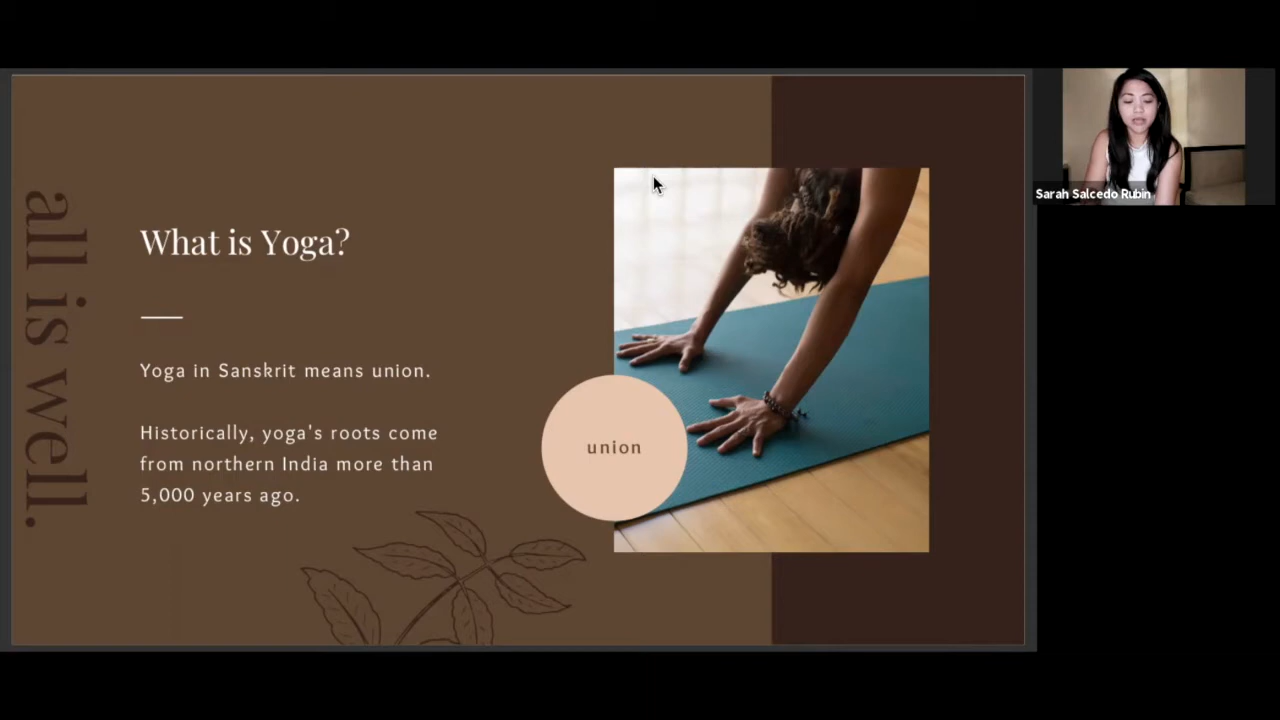 all is well.
What is Yoga?
Yoga in Sanskrit means union.
Historically, yoga's roots come
from northern India more than
5,000 years ago.
union
Sarah Salcedo Rubin